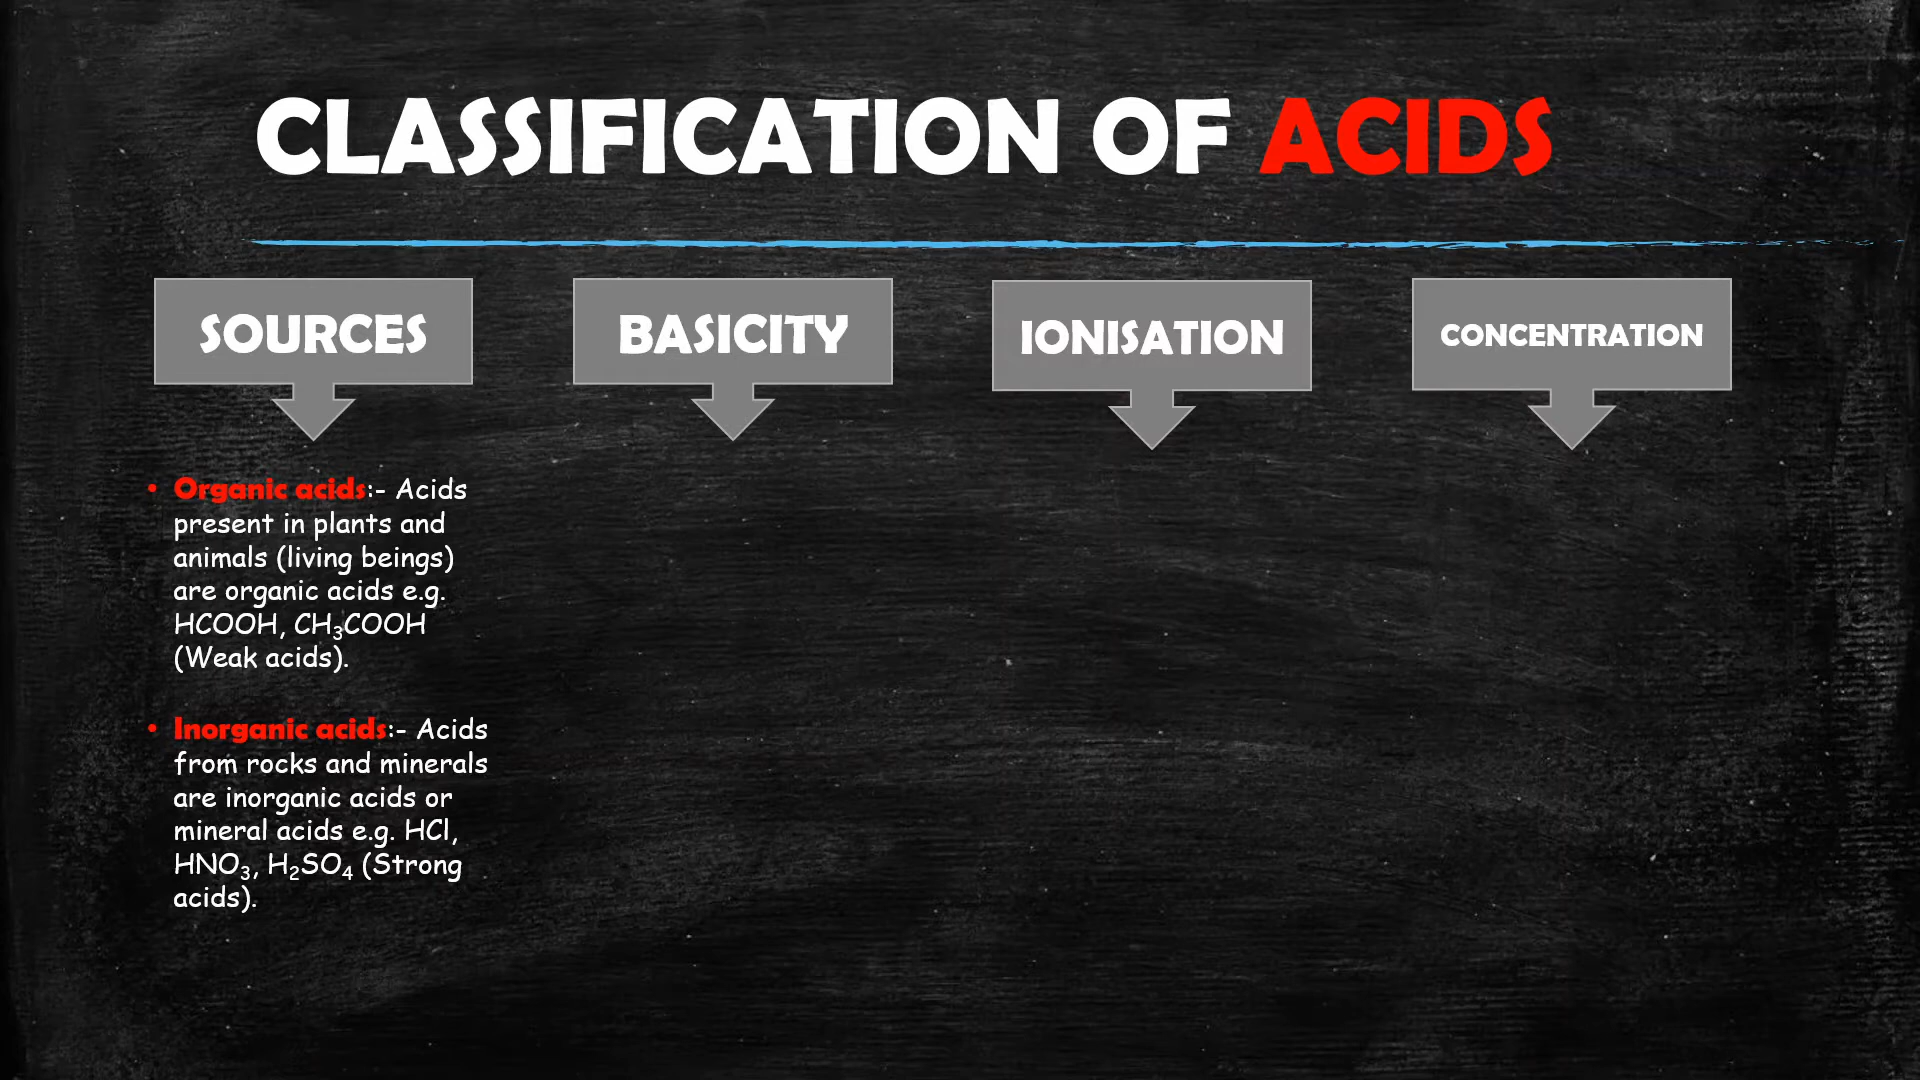 CLASSIFICATION OF ACIDS
SOURCES
BASICITY
IONISATION
CONCENTRATION
• Organic acids:- Acids
present in plants and
animals (living beings)
are organic acids e.g.
HCOOH, CH₃COOH
(Weak acids).
• Inorganic acids:- Acids
from rocks and minerals
are inorganic acids or
mineral acids e.g. HCl,
HNO₃, H₂SO₄ (Strong
acids).